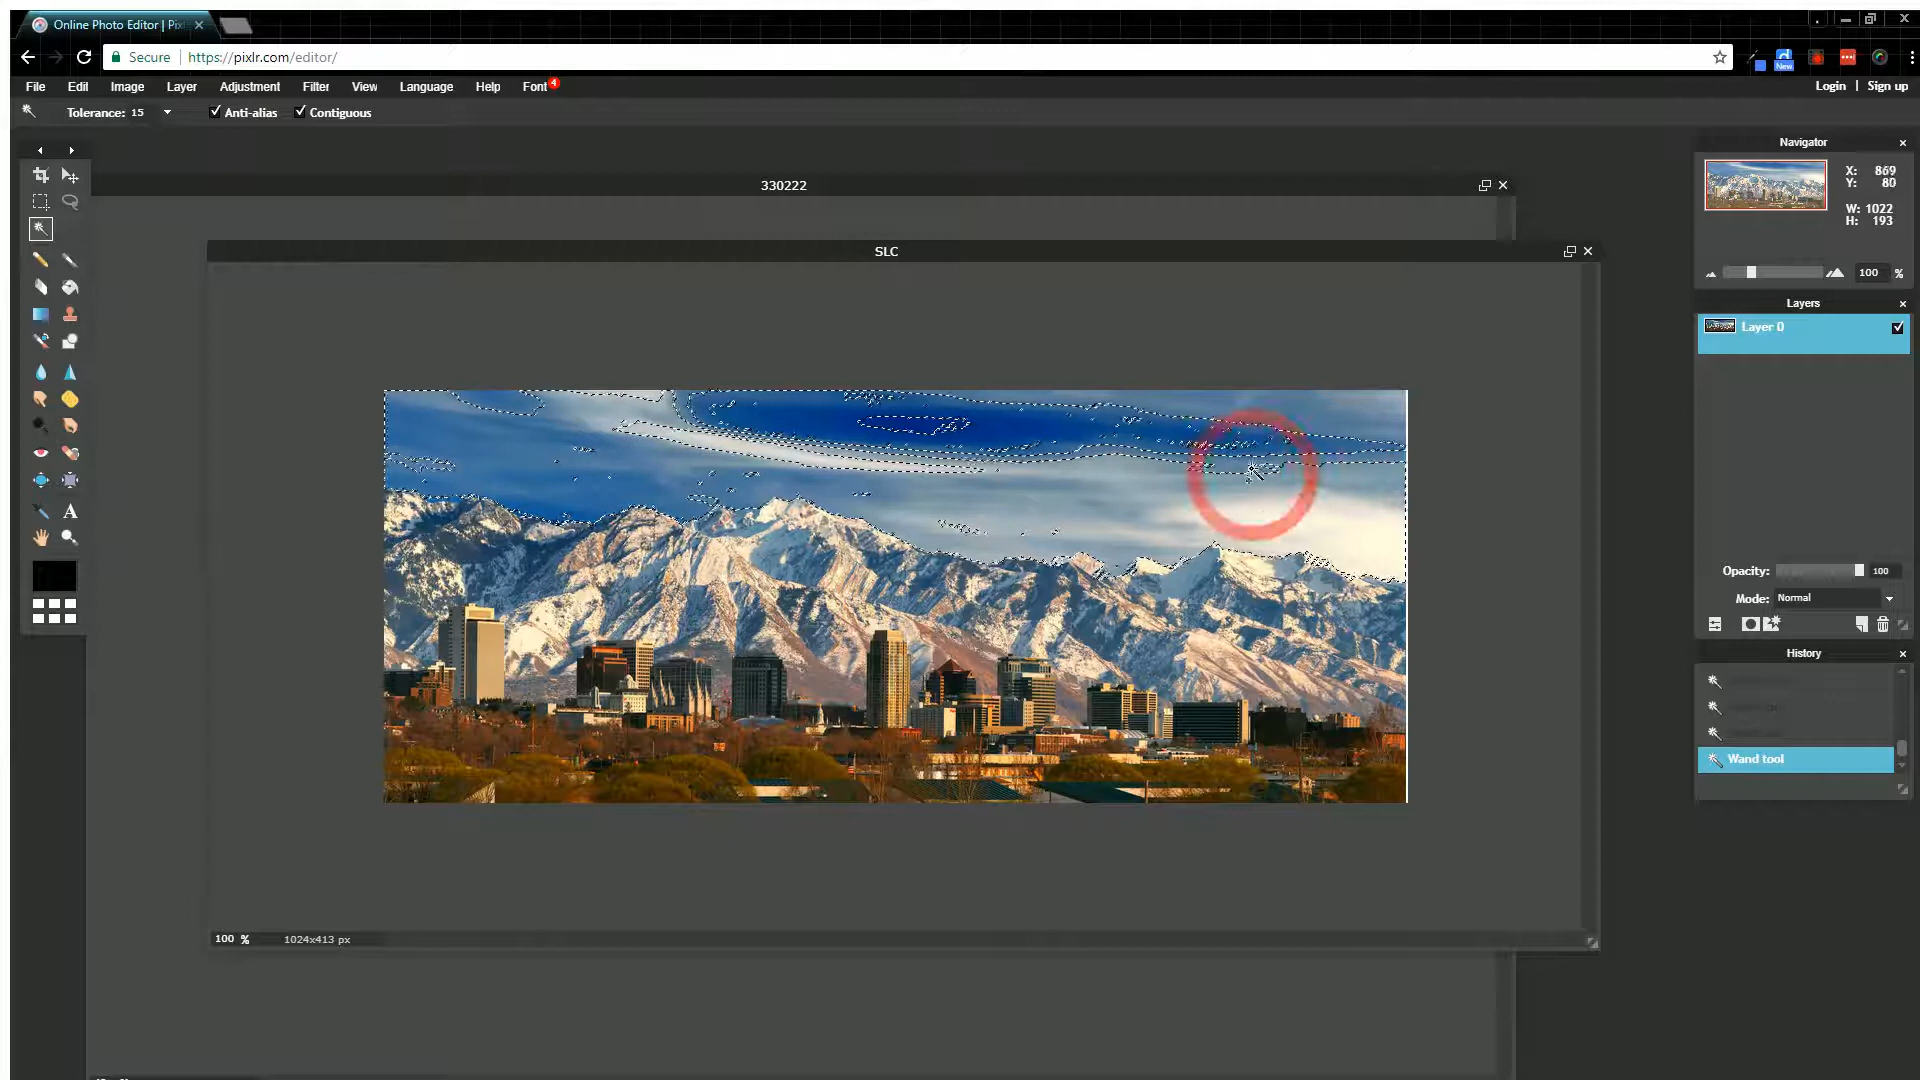 Online Photo Editor | Pix
Secure | https://pixlr.com/editor/
New
File Edit Image Layer Adjustment Filter View Language Help Font 4 Login | Sign up
Tolerance: 15 Anti-alias Contiguous
Navigator
X: 869
Y: 80
W: 1022
H: 193
100 %
330222
SLC
Layers
Layer 0
Opacity: 100
Mode: Normal
History
Wand tool
100 % 1024x413 px